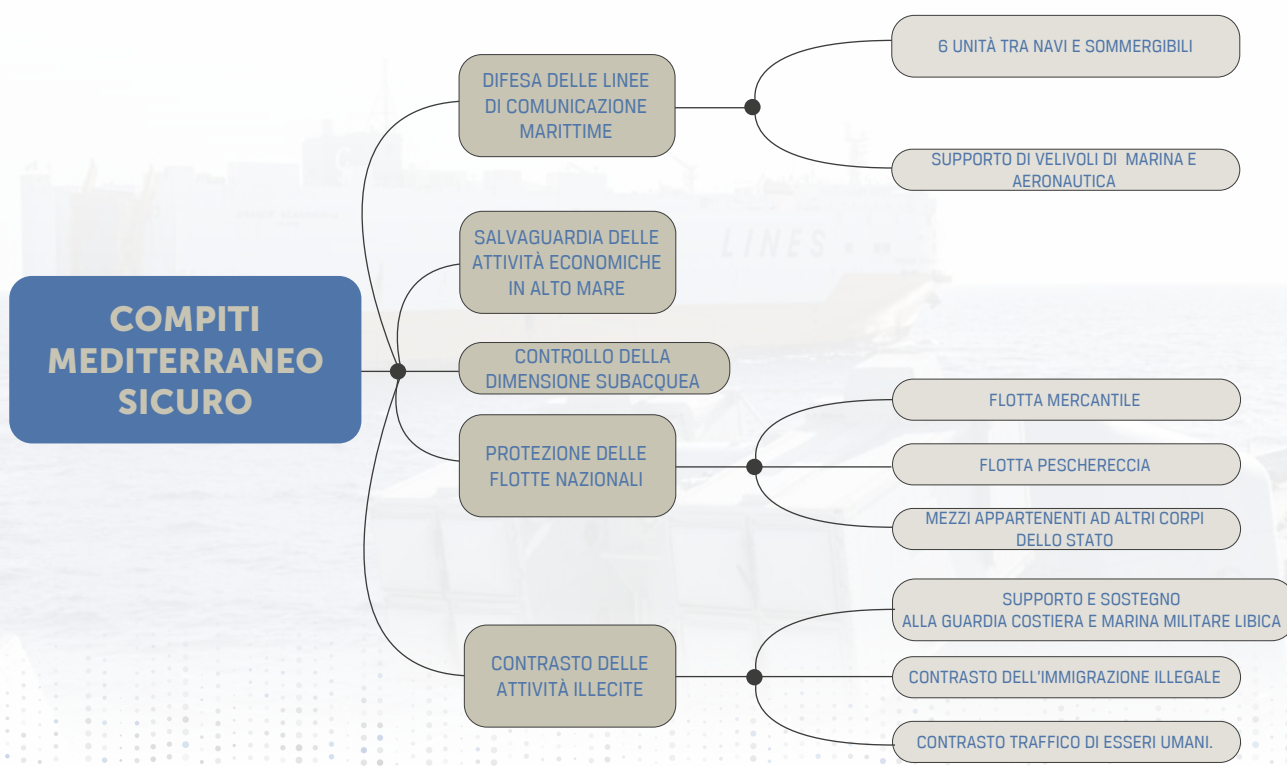 COMPITI
MEDITERRANEO
SICURO
DIFESA DELLE LINEE
DI COMUNICAZIONE
MARITTIME
6 UNITÀ TRA NAVI E SOMMERGIBILI
SUPPORTO DI VELIVOLI DI MARINA E
AERONAUTICA
SALVAGUARDIA DELLE
ATTIVITÀ ECONOMICHE
IN ALTO MARE
CONTROLLO DELLA
DIMENSIONE SUBACQUEA
PROTEZIONE DELLE
FLOTTE NAZIONALI
FLOTTA MERCANTILE
FLOTTA PESCHERECCIA
MEZZI APPARTENENTI AD ALTRI CORPI
DELLO STATO
CONTRASTO DELLE
ATTIVITÀ ILLECITE
SUPPORTO E SOSTEGNO
ALLA GUARDIA COSTIERA E MARINA MILITARE LIBICA
CONTRASTO DELL'IMMIGRAZIONE ILLEGALE
CONTRASTO TRAFFICO DI ESSERI UMANI.
LINES